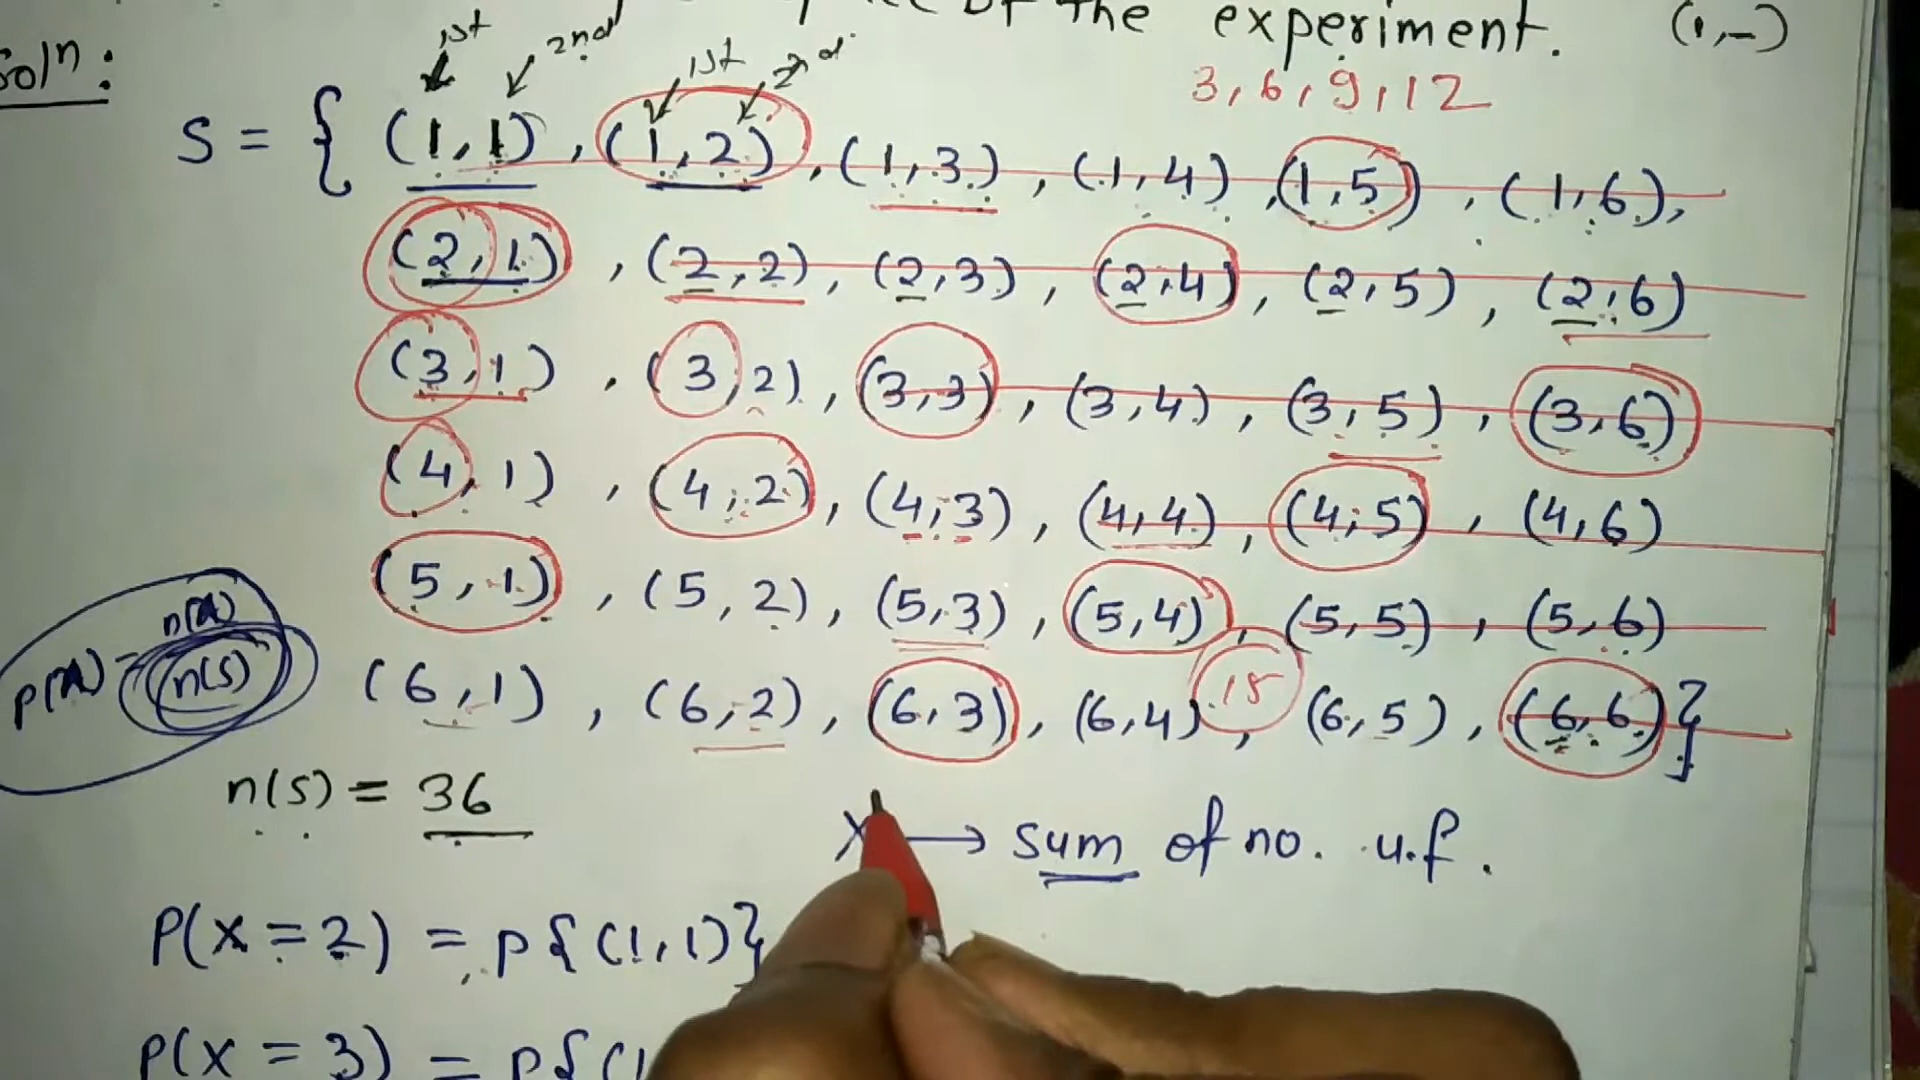 of the experiment. (1,–)
Soln:
1st 2nd 1st 2nd
3, 6, 9, 12
S = { (1,1), (1,2), (1,3), (1,4), (1,5), (1,6),
(2,1), (2,2), (2,3), (2,4), (2,5), (2,6)
(3,1), (3,2), (3,3), (3,4), (3,5), (3,6)
(4,1), (4,2), (4,3), (4,4), (4,5), (4,6)
(5,1), (5,2), (5,3), (5,4), (5,5), (5,6)
(6,1), (6,2), (6,3), (6,4), (6,5), (6,6)}
15
n(A)
p(A) = n(S)
n(S) = 36
X → sum of no. u.f.
P(X = 2) = P{(1,1)}
P(X = 3) = P{(1